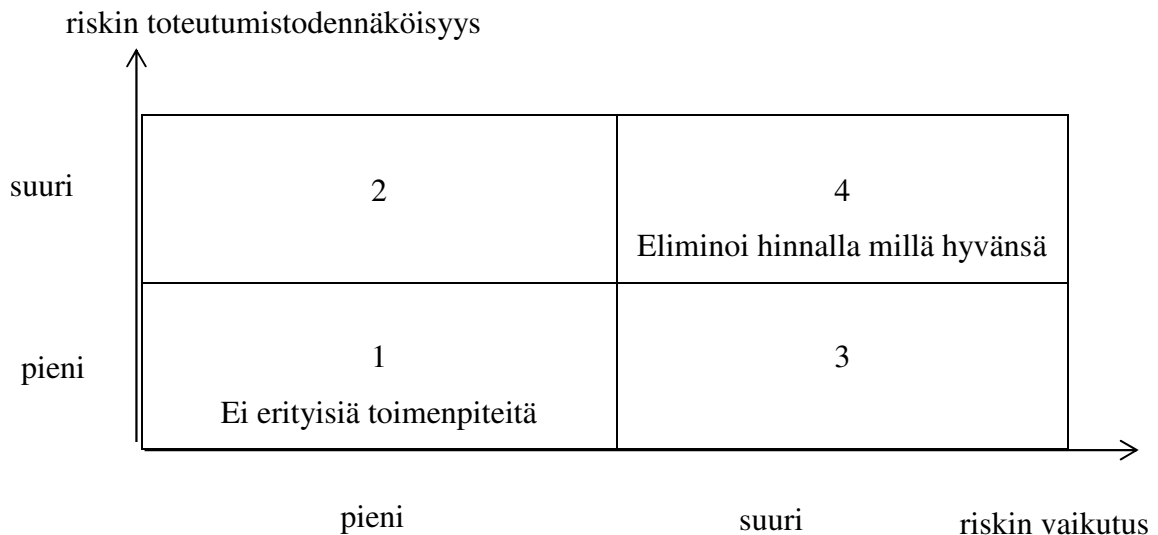 riskin toteutumistodennäköisyys
suuri
2
4
Eliminoi hinnalla millä hyvänsä
pieni
1
3
Ei erityisiä toimenpiteitä
pieni
suuri
riskin vaikutus